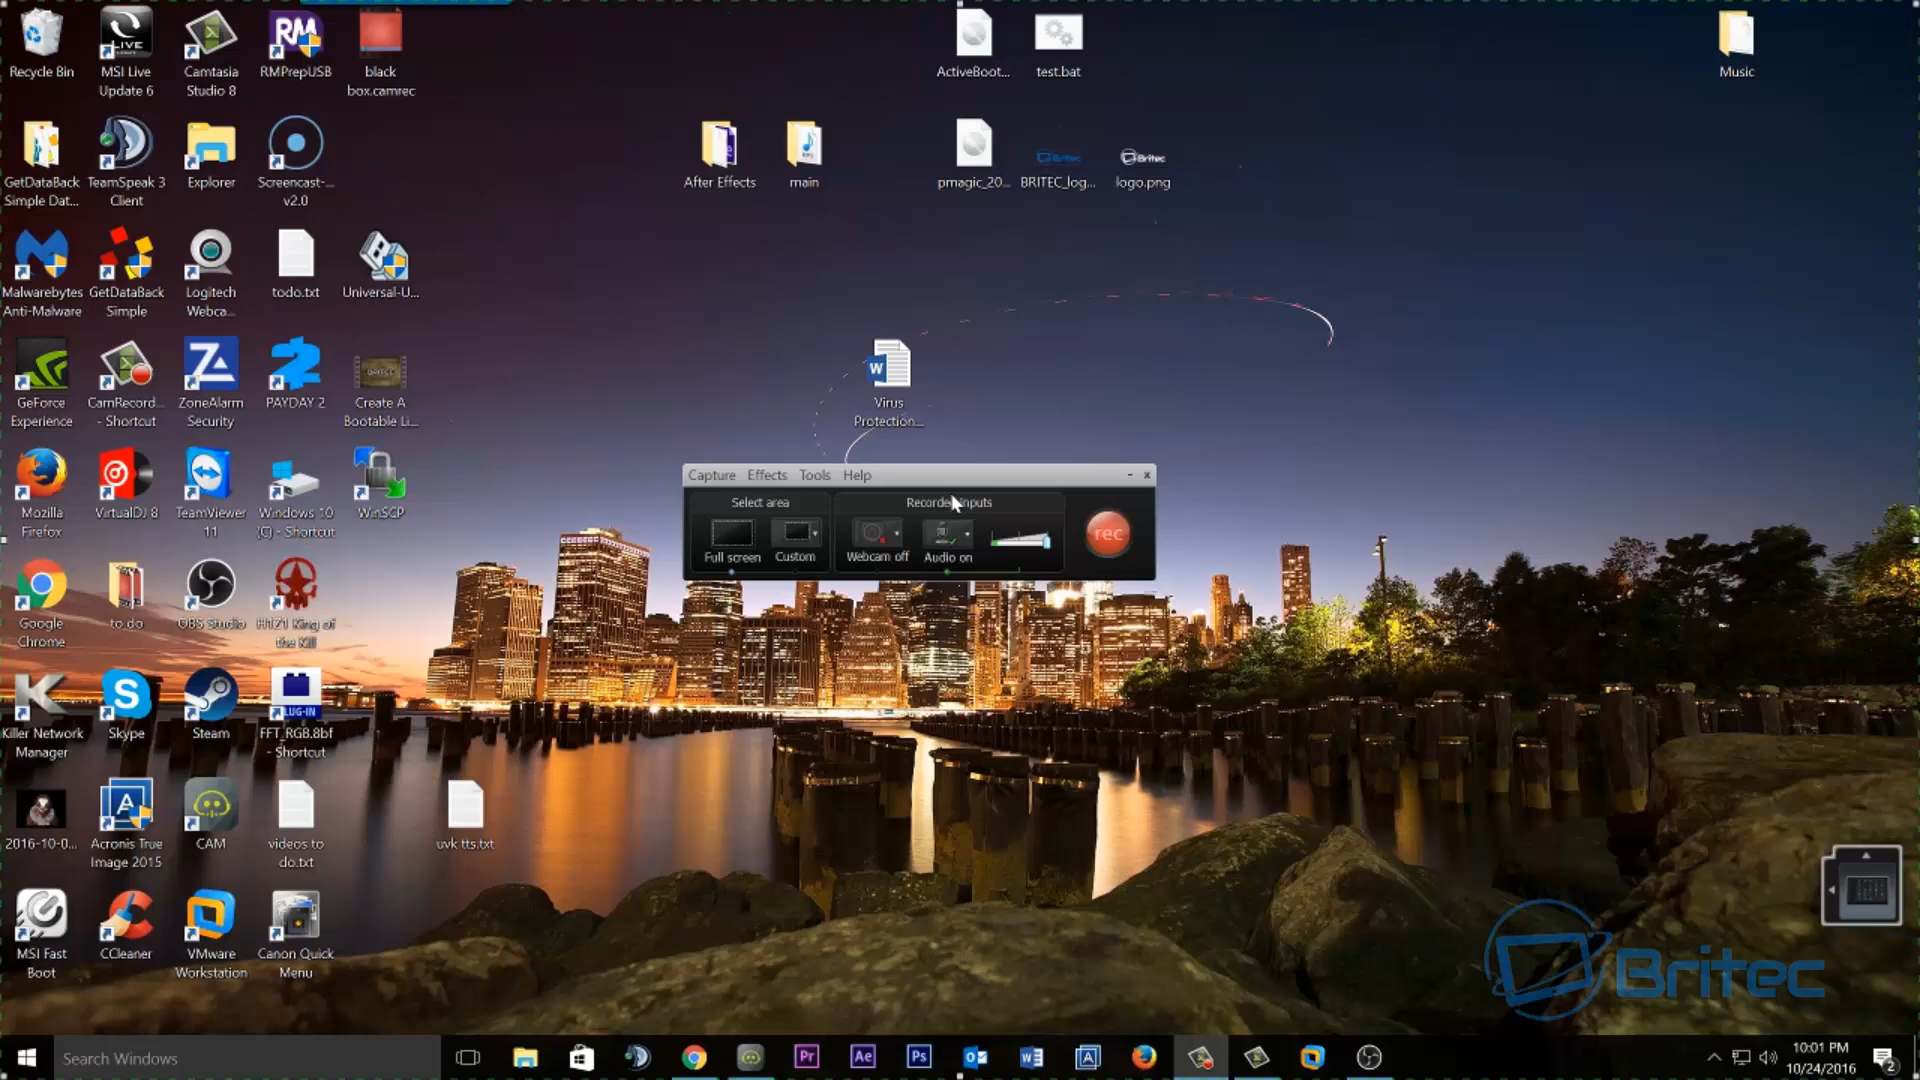 Recycle Bin
MSI Live
Update 6
Camtasia
Studio 8
RMPrepUSB
black
box.camrec
ActiveBoot...
test.bat
Music
GetDataBack
Simple Dat...
TeamSpeak 3
Client
Explorer
Screencast-...
v2.0
After Effects
main
pmagic_20...
BRITEC_log...
logo.png
Malwarebytes
Anti-Malware
GetDataBack
Simple
Logitech
Webca...
todo.txt
Universal-U...
GeForce
Experience
CamRecord...
- Shortcut
ZoneAlarm
Security
PAYDAY 2
Create A
Bootable Li...
Virus
Protection...
Mozilla
Firefox
VirtualDJ 8
TeamViewer
11
Windows 10
(C) - Shortcut
WinSCP
Capture Effects Tools Help
Select area
Full screen
Custom
Recorded inputs
Webcam off
Audio on
rec
Google
Chrome
to do
OBS Studio
H1Z1 King of
the Kill
Killer Network
Manager
Skype
Steam
FFT_RGB.8bf
- Shortcut
2016-10-0...
Acronis True
Image 2015
CAM
videos to
do.txt
uvk tts.txt
MSI Fast
Boot
CCleaner
VMware
Workstation
Canon Quick
Menu
Britec
Search Windows
10:01 PM
10/24/2016
2